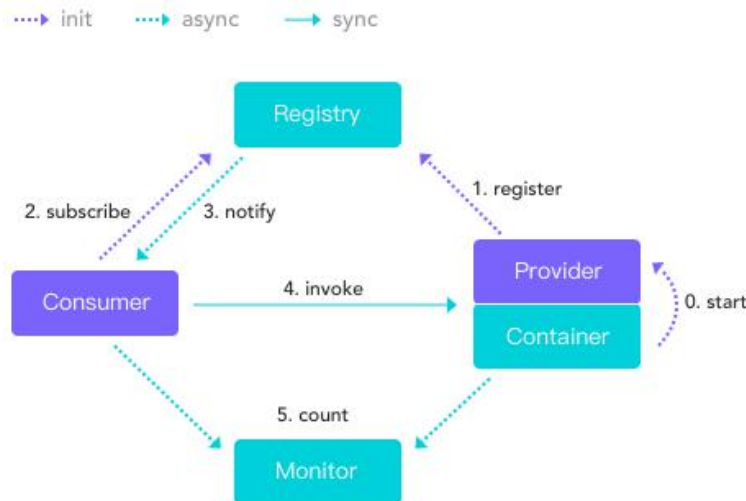 init async sync
Registry
1. register
2. subscribe
3. notify
Provider
Consumer
4. invoke
0. start
Container
5. count
Monitor